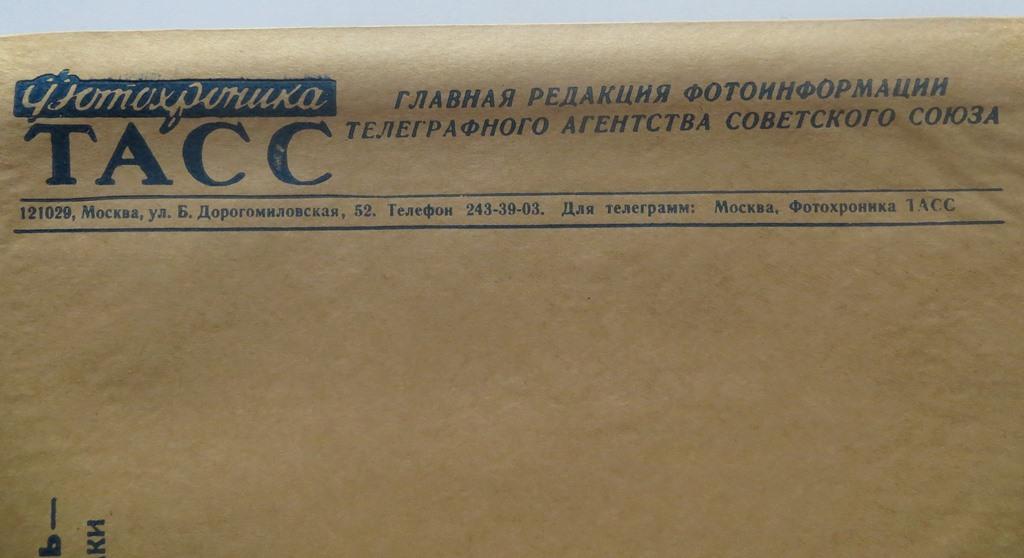 Фотохроника
ТАСС
ГЛАВНАЯ РЕДАКЦИЯ ФОТОИНФОРМАЦИИ
ТЕЛЕГРАФНОГО АГЕНТСТВА СОВЕТСКОГО СОЮЗА
121029, Москва, ул. Б. Дорогомиловская, 52. Телефон 243-39-03. Для телеграмм: Москва, Фотохроника ТАСС